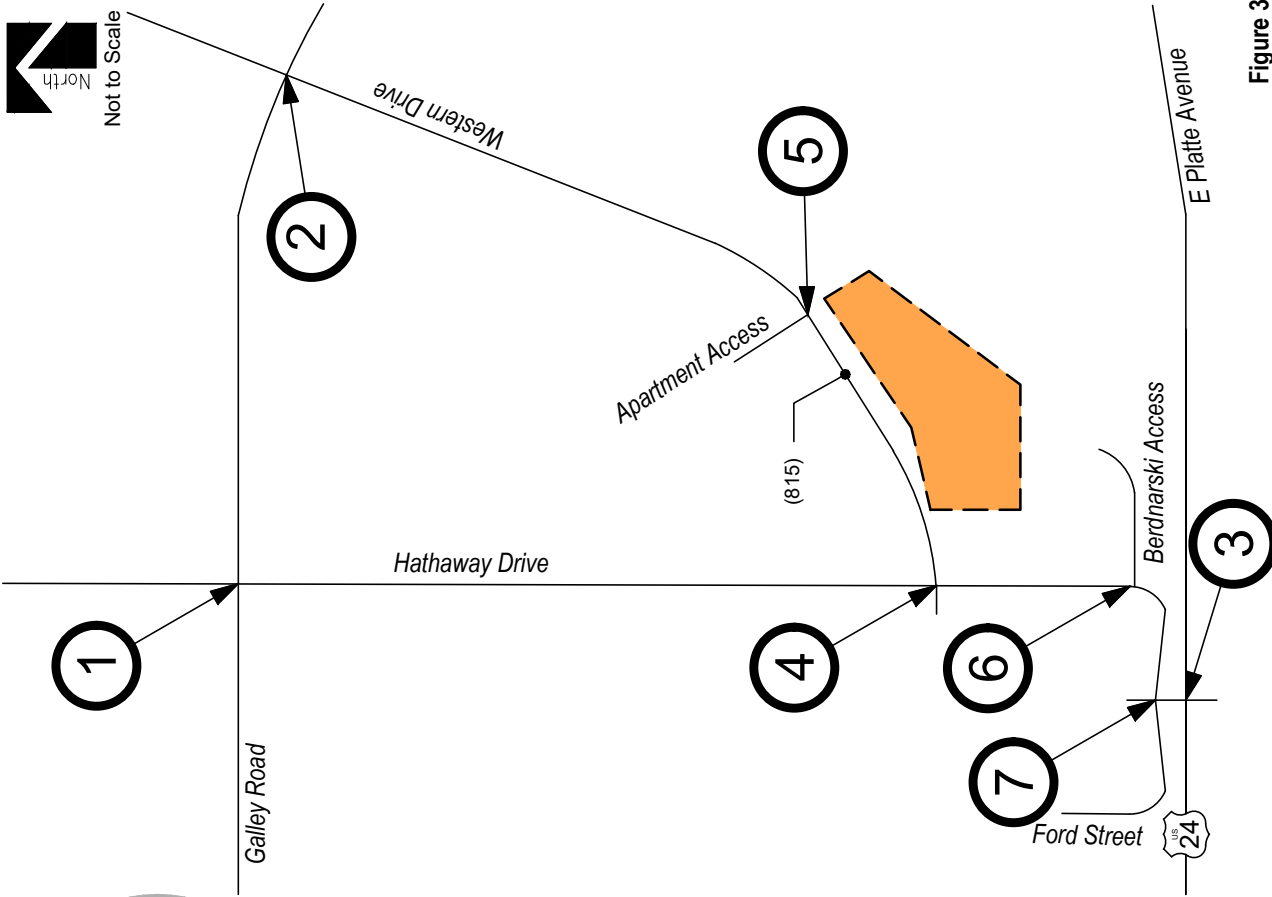 North
Not to Scale
Western Drive
2
5
Apartment Access
(815)
Hathaway Drive
1
Galley Road
4
6
7
Ford Street
Berdnarski Access
3
E Platte Avenue
US
24
Figure 3